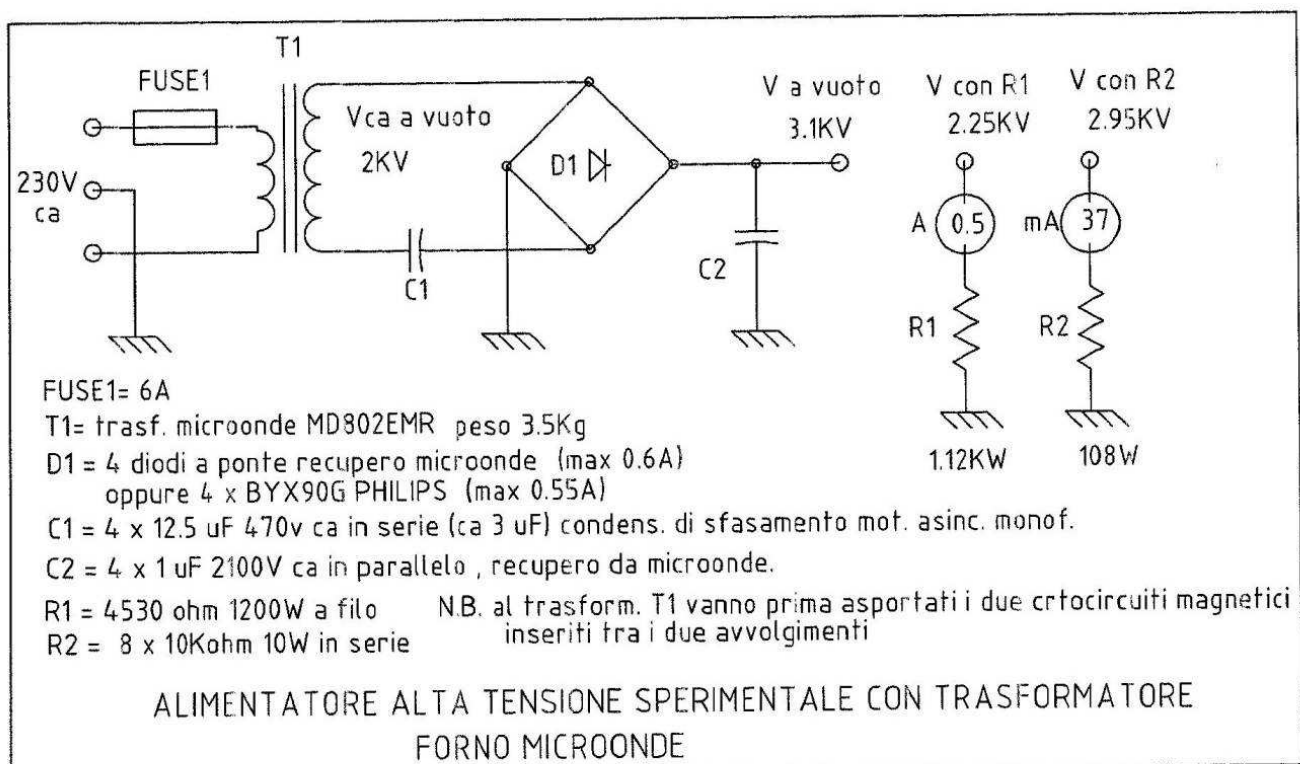 T1
FUSE1
230V
ca
Vca a vuoto
2KV
C1
D1
V a vuoto
3.1KV
C2
V con R1
2.25KV
A 0.5
R1
1.12KW
V con R2
2.95KV
mA 37
R2
108W
FUSE1= 6A
T1= trasf. microonde MD802EMR peso 3.5Kg
D1 = 4 diodi a ponte recupero microonde (max 0.6A)
oppure 4 x BYX90G PHILIPS (max 0.55A)
C1 = 4 x 12.5 uF 470v ca in serie (ca 3 uF) condens. di sfasamento mot. asinc. monof.
C2 = 4 x 1 uF 2100V ca in parallelo , recupero da microonde.
R1 = 4530 ohm 1200W a filo
R2 = 8 x 10Kohm 10W in serie
N.B. al trasform. T1 vanno prima asportati i due crtocircuiti magnetici
inseriti tra i due avvolgimenti
ALIMENTATORE ALTA TENSIONE SPERIMENTALE CON TRASFORMATORE
FORNO MICROONDE